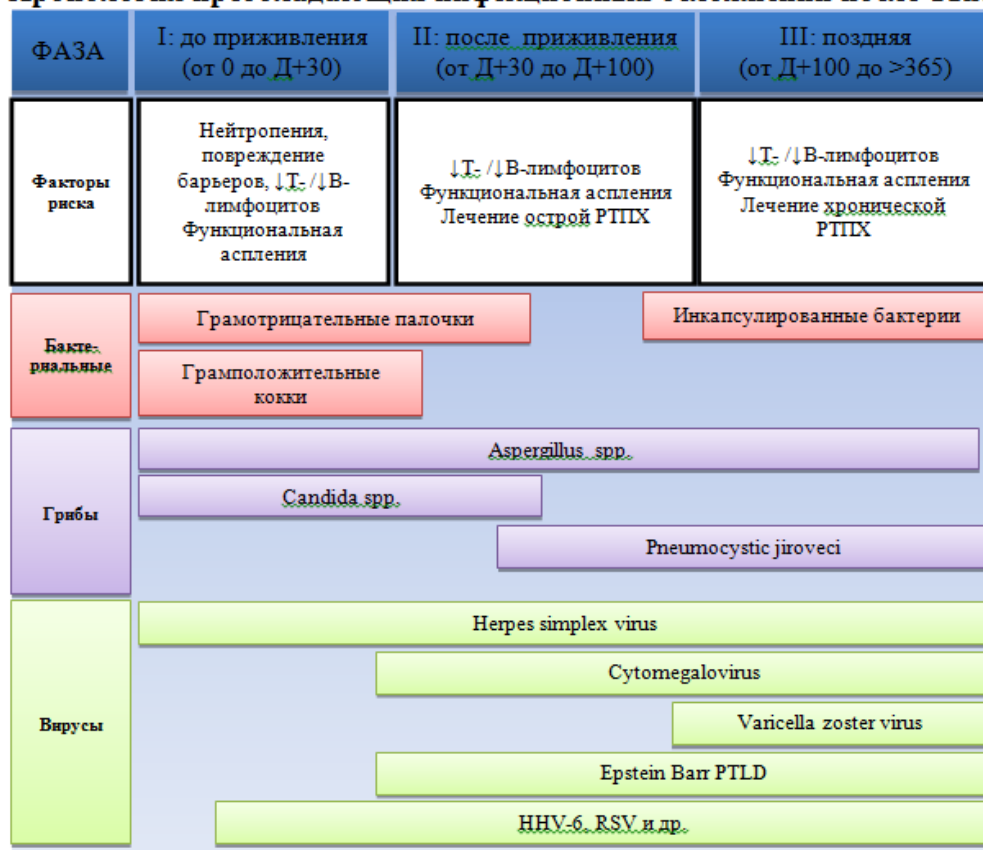 ФАЗА
I: до приживления
(от 0 до Д+30)
II: после приживления
(от Д+30 до Д+100)
III: поздняя
(от Д+100 до >365)
Факторы
риска
Нейтропения,
повреждение
барьеров, ↓Т- /↓В-
лимфоцитов
Функциональная
аспления
↓Т- /↓В-лимфоцитов
Функциональная аспления
Лечение острой РТПХ
↓Т- /↓В-лимфоцитов
Функциональная аспления
Лечение хронической
РТПХ
Бакте-
риальные
Грамотрицательные палочки
Инкапсулированные бактерии
Грамположительные
кокки
Грибы
Aspergillus spp.
Candida spp.
Pneumocystic jiroveci
Вирусы
Herpes simplex virus
Cytomegalovirus
Varicella zoster virus
Epstein Barr PTLD
HHV-6, RSV и др.